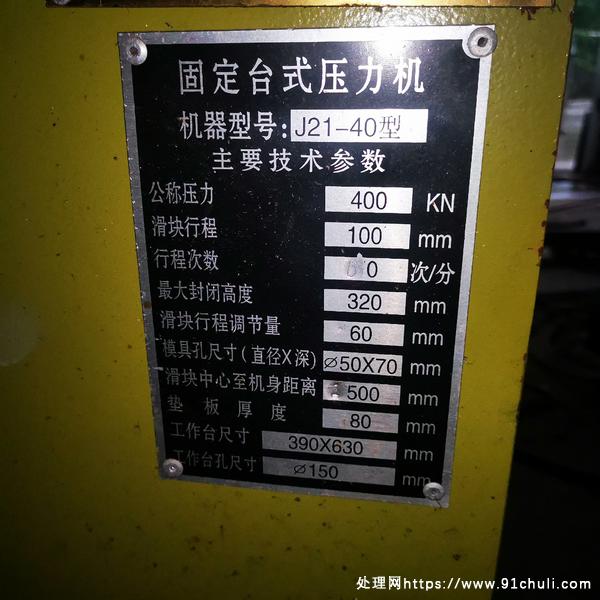 固定台式压力机
机器型号: J21-40型
主要技术参数
公称压力 400 KN
滑块行程 100 mm
行程次数 0 次/分
最大封闭高度 320 mm
滑块行程调节量 60 mm
模具孔尺寸(直径X深) ⌀50X70 mm
滑块中心至机身距离 500 mm
垫板厚度 80 mm
工作台尺寸 390X630 mm
工作台孔尺寸 ⌀150 mm
处理网https://www.91chuli.com/